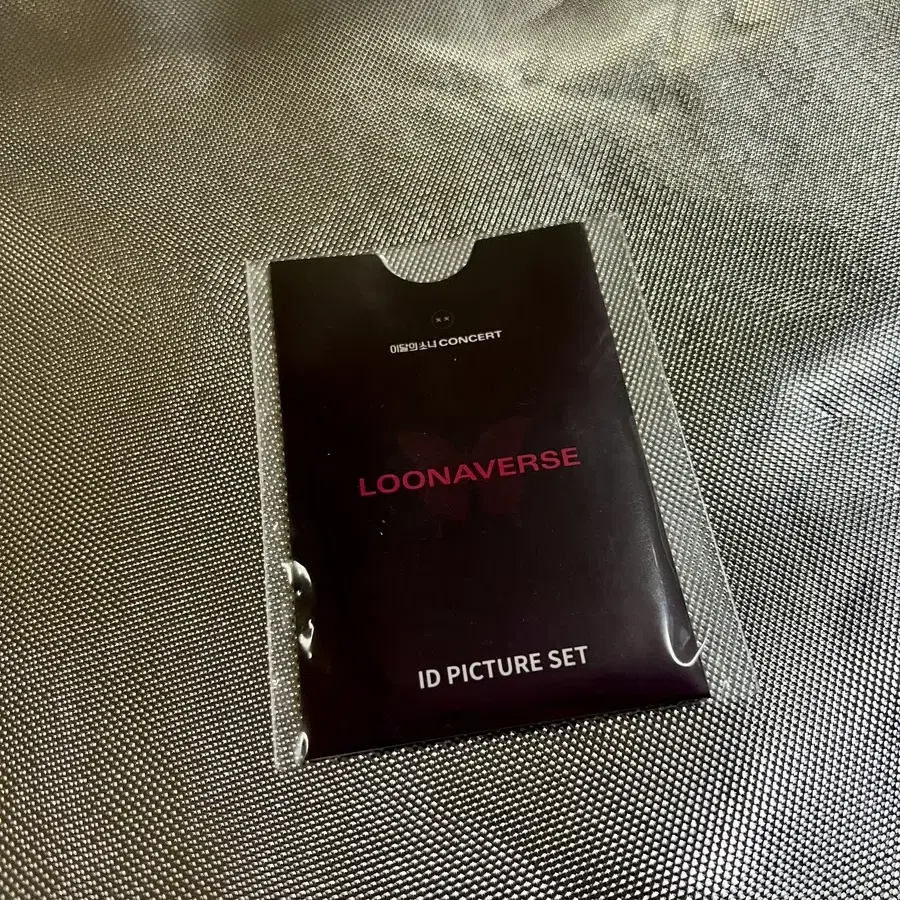 이달의 소녀 CONCERT
LOONAVERSE
ID PICTURE SET